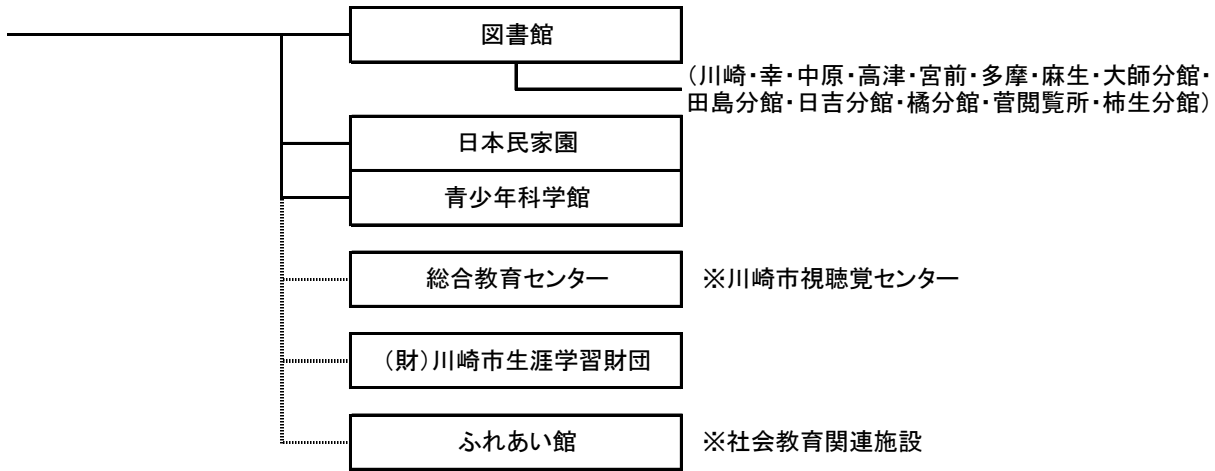 図書館
（川崎・幸・中原・高津・宮前・多摩・麻生・大師分館・
田島分館・日吉分館・橘分館・菅閲覧所・柿生分館）
日本民家園
青少年科学館
総合教育センター
※川崎市視聴覚センター
（財）川崎市生涯学習財団
ふれあい館
※社会教育関連施設